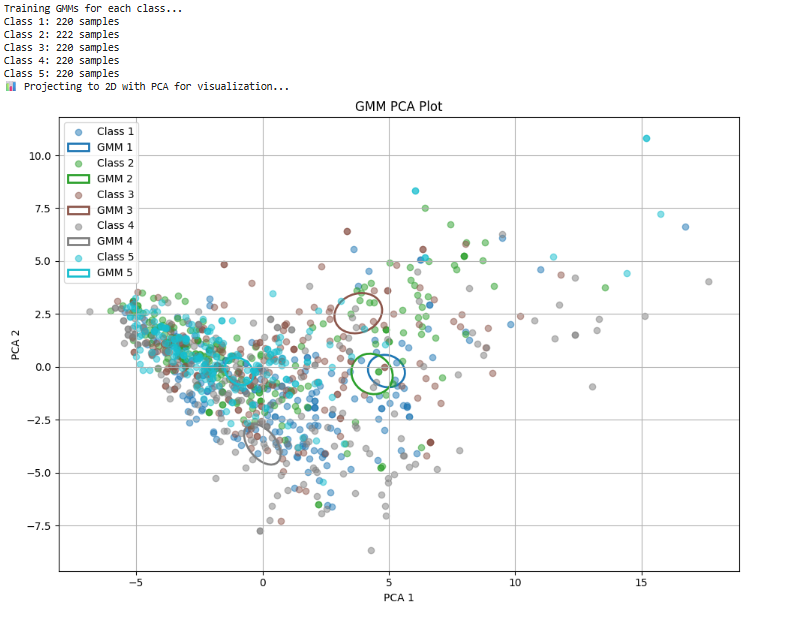 Training GMMs for each class...
Class 1: 220 samples
Class 2: 222 samples
Class 3: 220 samples
Class 4: 220 samples
Class 5: 220 samples
📊 Projecting to 2D with PCA for visualization...
GMM PCA Plot
Class 1
GMM 1
Class 2
GMM 2
Class 3
GMM 3
Class 4
GMM 4
Class 5
GMM 5
10.0
7.5
5.0
2.5
0.0
−2.5
−5.0
−7.5
PCA 2
−5 0 5 10 15
PCA 1